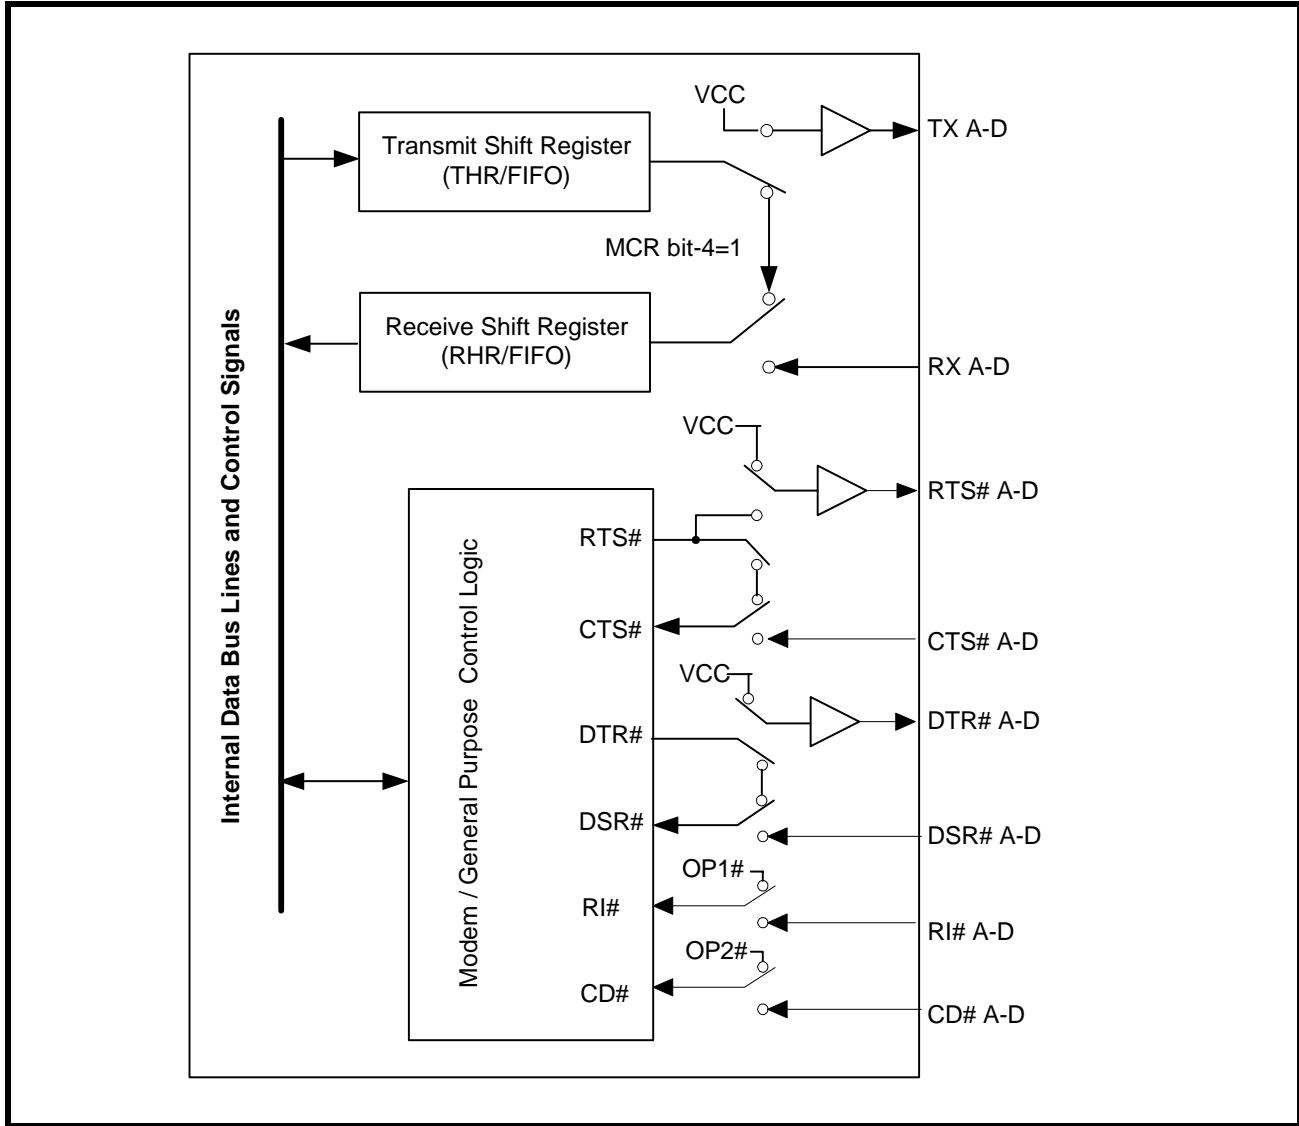 VCC
TX A-D
Transmit Shift Register
(THR/FIFO)
MCR bit-4=1
Receive Shift Register
(RHR/FIFO)
RX A-D
Internal Data Bus Lines and Control Signals
VCC
RTS# A-D
Modem / General Purpose Control Logic
RTS#
CTS#
CTS# A-D
VCC
DTR# A-D
DTR#
DSR#
DSR# A-D
OP1#
RI#
RI# A-D
OP2#
CD#
CD# A-D